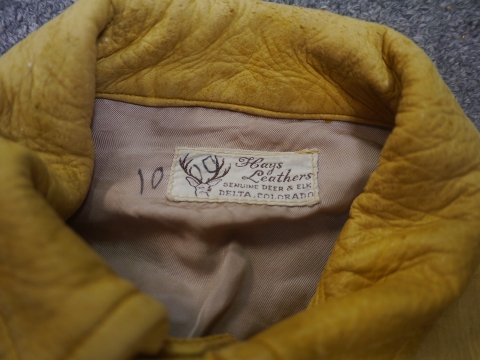 10
Hays
Leathers
GENUINE DEER & ELK
DELTA, COLORADO